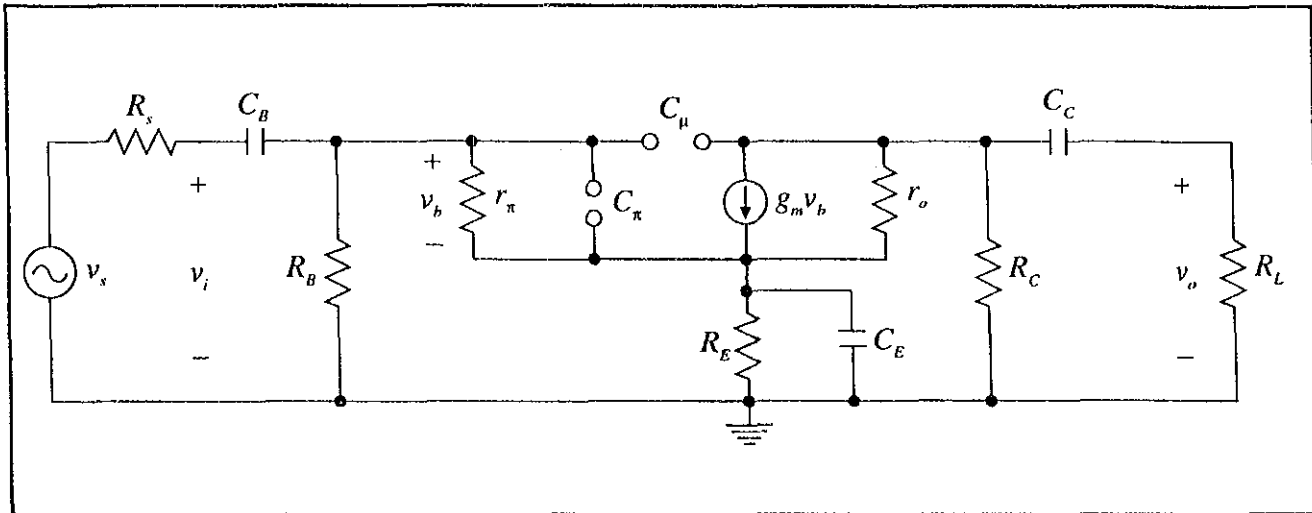 R_s
C_B
C_μ
C_C
+
v_s
v_i
−
R_B
+
v_b
−
r_π
C_π
g_m v_b
r_o
R_E
C_E
R_C
+
v_o
−
R_L